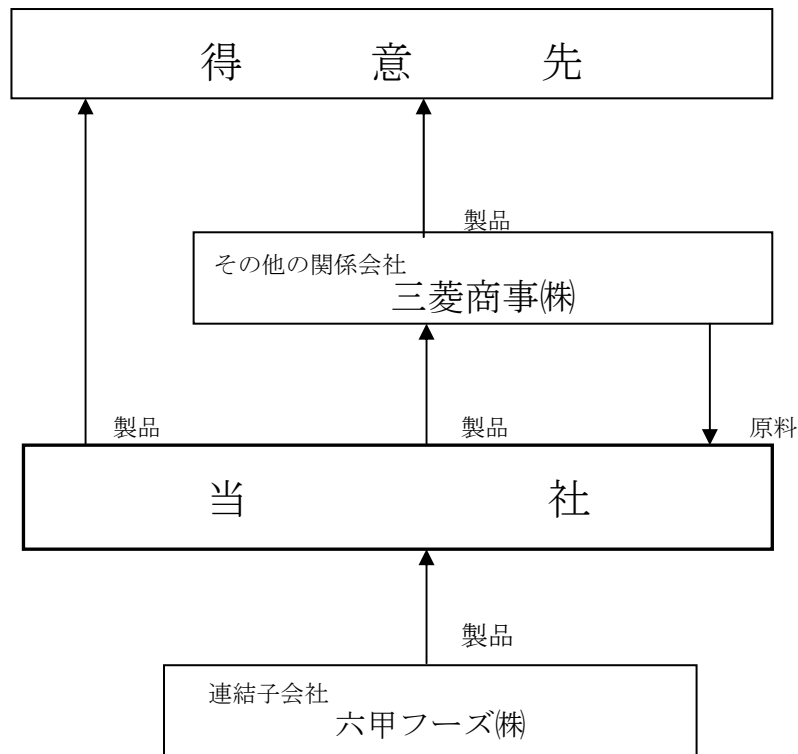 得 意 先
製品
その他の関係会社
三菱商事㈱
製品
製品
原料
当 社
製品
連結子会社
六甲フーズ㈱